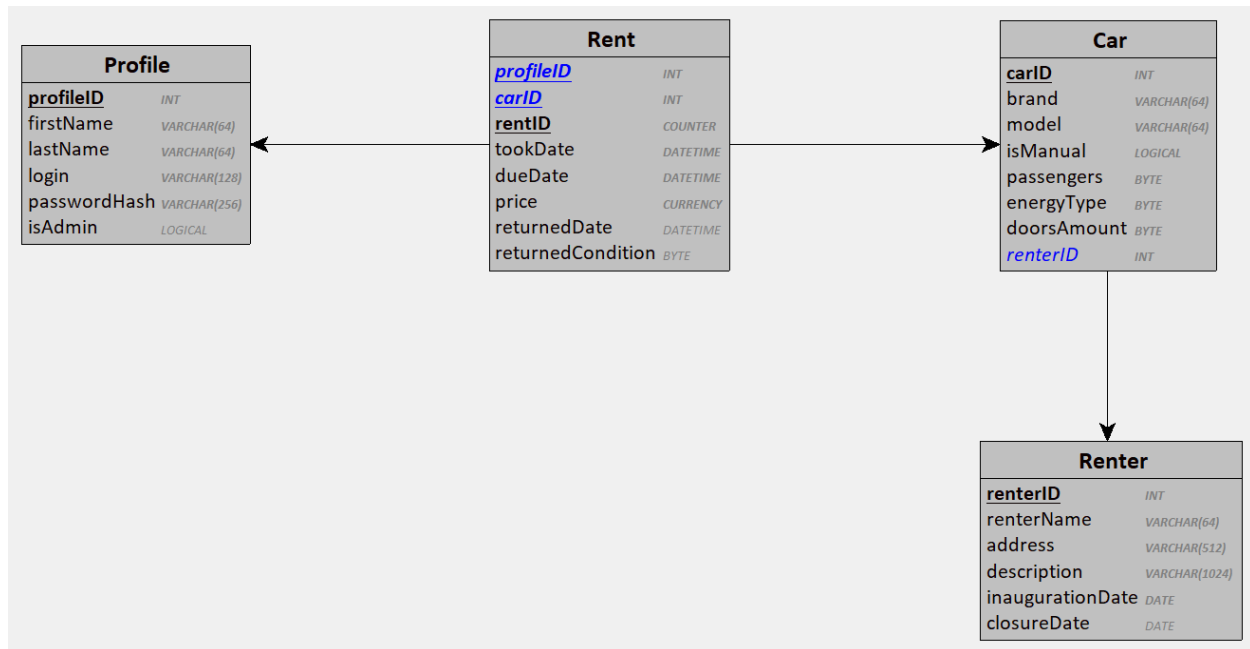 Profile
profileID INT
firstName VARCHAR(64)
lastName VARCHAR(64)
login VARCHAR(128)
passwordHash VARCHAR(256)
isAdmin LOGICAL
Rent
profileID INT
carID INT
rentID COUNTER
tookDate DATETIME
dueDate DATETIME
price CURRENCY
returnedDate DATETIME
returnedCondition BYTE
Car
carID INT
brand VARCHAR(64)
model VARCHAR(64)
isManual LOGICAL
passengers BYTE
energyType BYTE
doorsAmount BYTE
renterID INT
Renter
renterID INT
renterName VARCHAR(64)
address VARCHAR(512)
description VARCHAR(1024)
inaugurationDate DATE
closureDate DATE